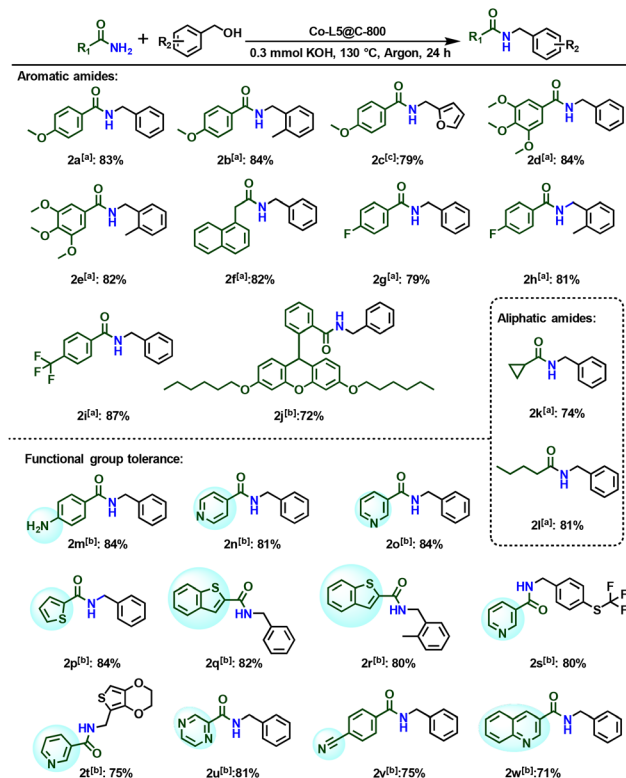 Co-L5@C-800
0.3 mmol KOH, 130 °C, Argon, 24 h
R1 O NH2 + R2 OH R1 O N H R2
Aromatic amides:
2a[a]: 83% 2b[a]: 84% 2c[c]:79% 2d[a]: 84%
2e[a]: 82% 2f[a]:82% 2g[a]: 79% 2h[a]: 81%
Aliphatic amides:
2i[a]: 87% 2j[b]:72% 2k[a]: 74%
2l[a]: 81%
Functional group tolerance:
2m[b]: 84% 2n[b]: 81% 2o[b]: 84%
2p[b]: 84% 2q[b]: 82% 2r[b]: 80% 2s[b]: 80%
2t[b]: 75% 2u[b]:81% 2v[b]:75% 2w[b]:71%